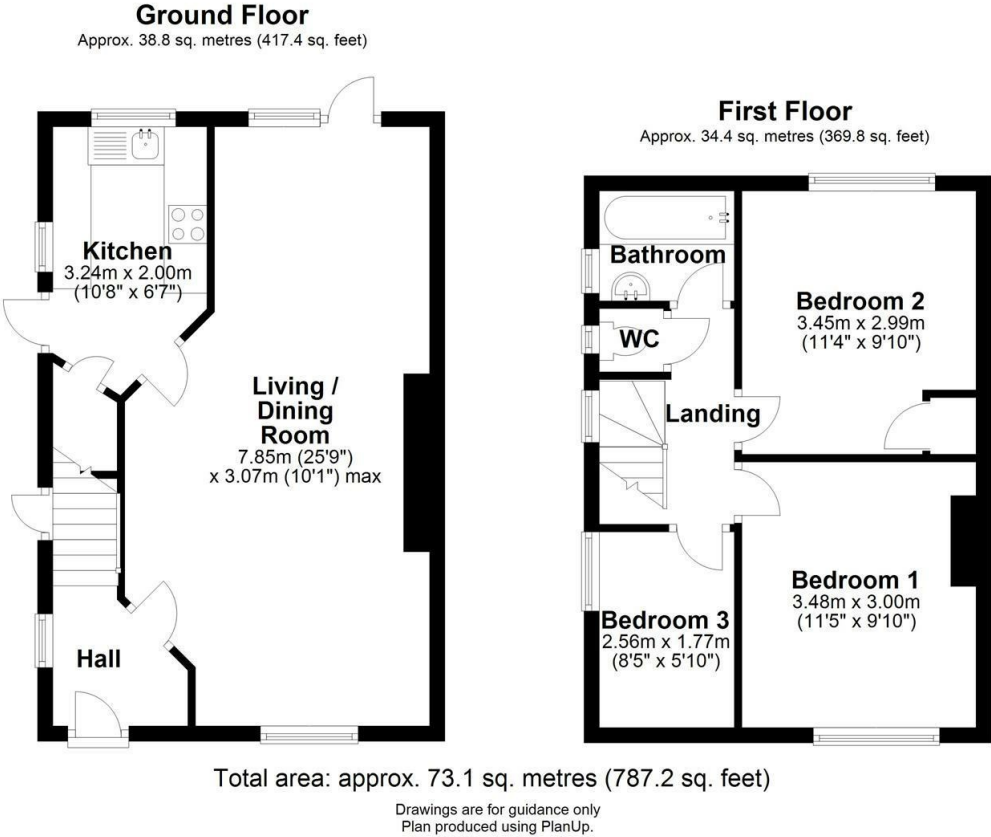 Ground Floor
Approx. 38.8 sq. metres (417.4 sq. feet)
Kitchen
3.24m x 2.00m
(10'8" x 6'7")
Living /
Dining
Room
7.85m (25'9")
x 3.07m (10'1") max
Hall
First Floor
Approx. 34.4 sq. metres (369.8 sq. feet)
Bathroom
WC
Landing
Bedroom 2
3.45m x 2.99m
(11'4" x 9'10")
Bedroom 1
3.48m x 3.00m
(11'5" x 9'10")
Bedroom 3
2.56m x 1.77m
(8'5" x 5'10")
Total area: approx. 73.1 sq. metres (787.2 sq. feet)
Drawings are for guidance only
Plan produced using PlanUp.